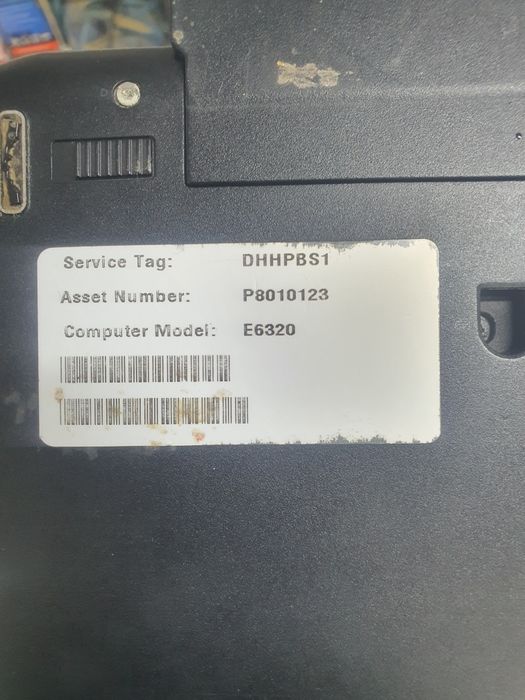 Service Tag: DHHPBS1
Asset Number: P8010123
Computer Model: E6320